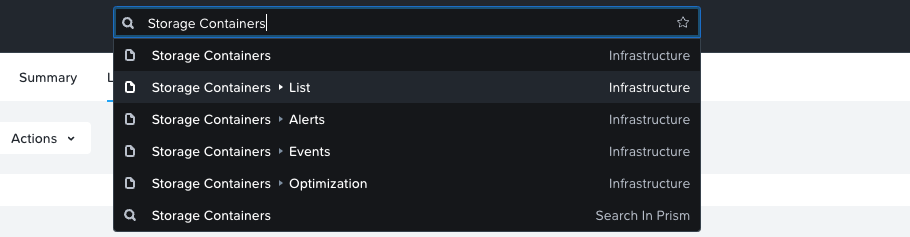 Storage Containers
Summary
L
Storage Containers Infrastructure
Storage Containers List Infrastructure
Storage Containers Alerts Infrastructure
Actions
Storage Containers Events Infrastructure
Storage Containers Optimization Infrastructure
Storage Containers Search In Prism